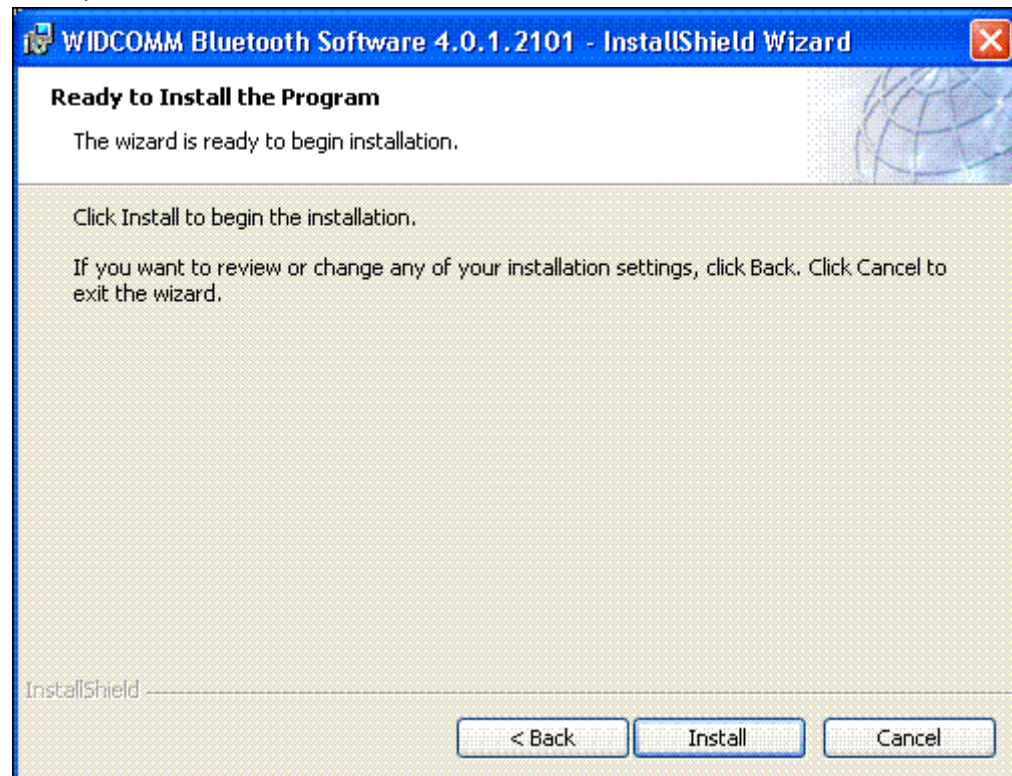 WIDCOMM Bluetooth Software 4.0.1.2101 - InstallShield Wizard
Ready to Install the Program
The wizard is ready to begin installation.
Click Install to begin the installation.
If you want to review or change any of your installation settings, click Back. Click Cancel to
exit the wizard.
InstallShield
< Back
Install
Cancel